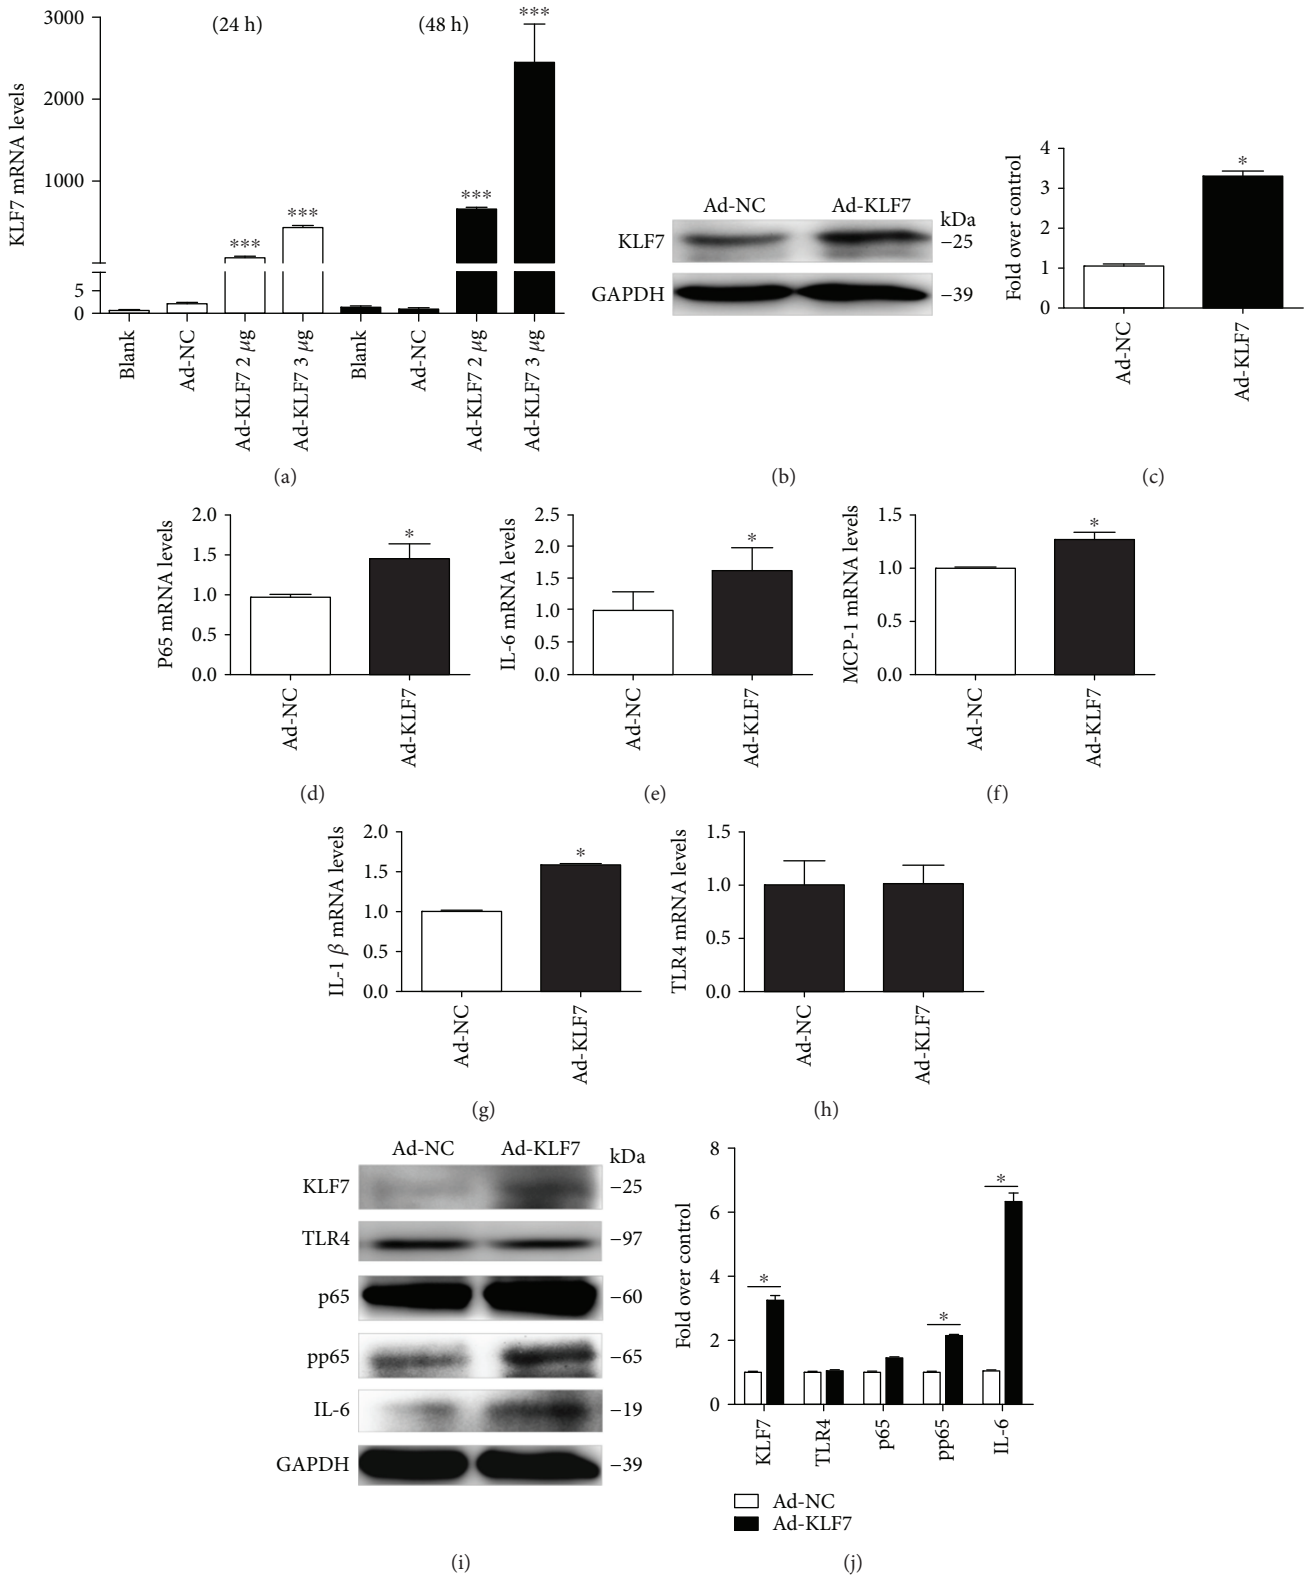 (24 h)
(48 h)
KLF7 mRNA levels
3000
2000
1000
5
0
***
***
***
***
Blank
Ad-NC
Ad-KLF7 2 μg
Ad-KLF7 3 μg
Blank
Ad-NC
Ad-KLF7 2 μg
Ad-KLF7 3 μg
(a)
Ad-NC
Ad-KLF7
kDa
KLF7
−25
GAPDH
−39
(b)
Fold over control
4
3
2
1
0
*
Ad-NC
Ad-KLF7
(c)
P65 mRNA levels
2.0
1.5
1.0
0.5
0.0
*
Ad-NC
Ad-KLF7
(d)
IL-6 mRNA levels
2.5
2.0
1.5
1.0
0.5
0.0
*
Ad-NC
Ad-KLF7
(e)
MCP-1 mRNA levels
1.5
1.0
0.5
0.0
*
Ad-NC
Ad-KLF7
(f)
IL-1 β mRNA levels
2.0
1.5
1.0
0.5
0.0
*
Ad-NC
Ad-KLF7
(g)
TLR4 mRNA levels
1.5
1.0
0.5
0.0
Ad-NC
Ad-KLF7
(h)
Ad-NC
Ad-KLF7
kDa
KLF7
−25
TLR4
−97
p65
−60
pp65
−65
IL-6
−19
GAPDH
−39
(i)
Fold over control
8
6
4
2
0
*
*
*
KLF7
TLR4
p65
pp65
IL-6
Ad-NC
Ad-KLF7
(j)